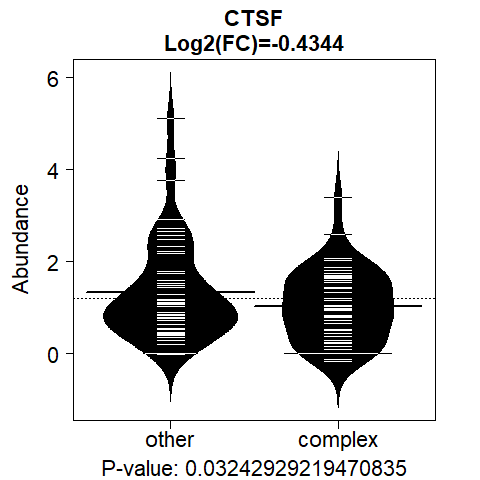 CTSF
Log2(FC)=-0.4344
6
4
2
0
Abundance
other complex
P-value: 0.03242929219470835